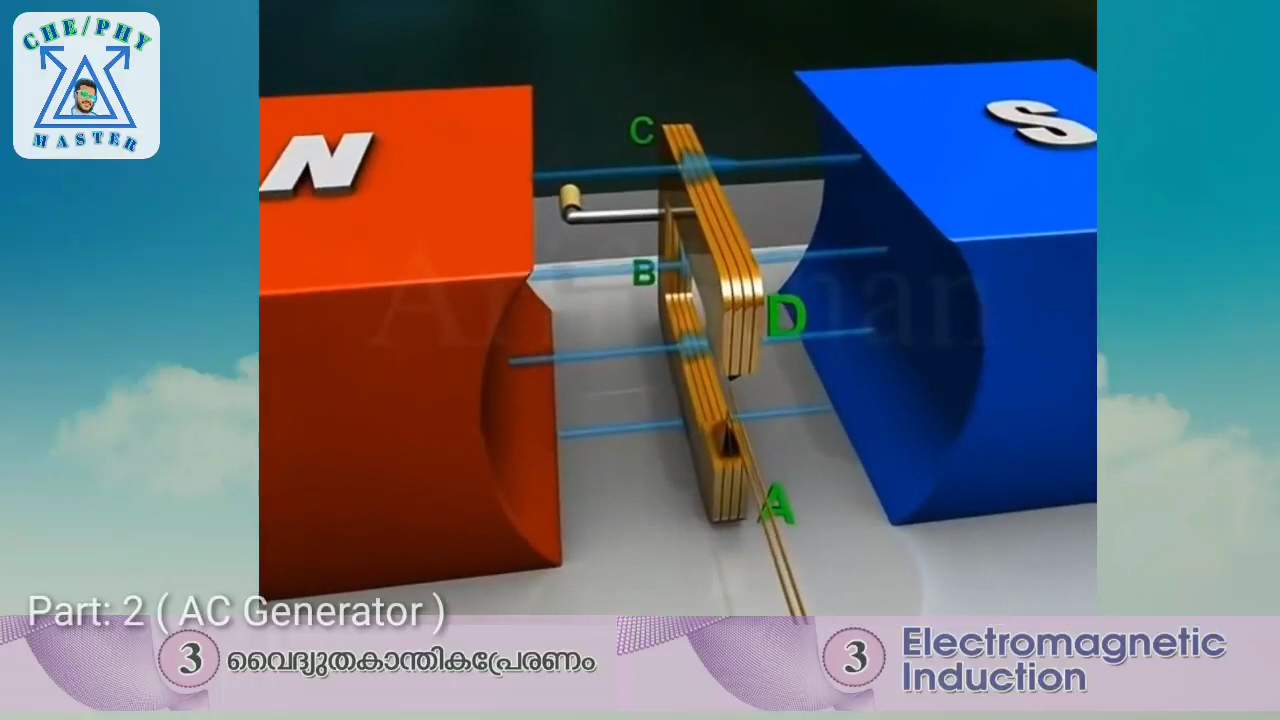 CHE/PHY
MASTER
N
S
C
B
D
A
Part: 2 ( AC Generator )
3
വൈദ്യുതകാന്തികപ്രേരണം
3
Electromagnetic
Induction